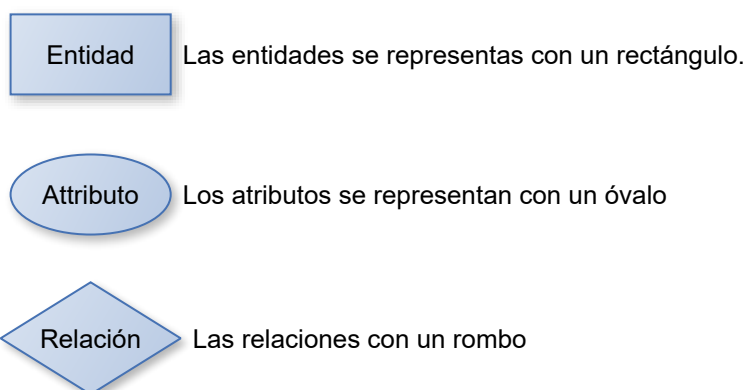 Entidad Las entidades se representas con un rectángulo.
Attributo Los atributos se representan con un óvalo
Relación Las relaciones con un rombo